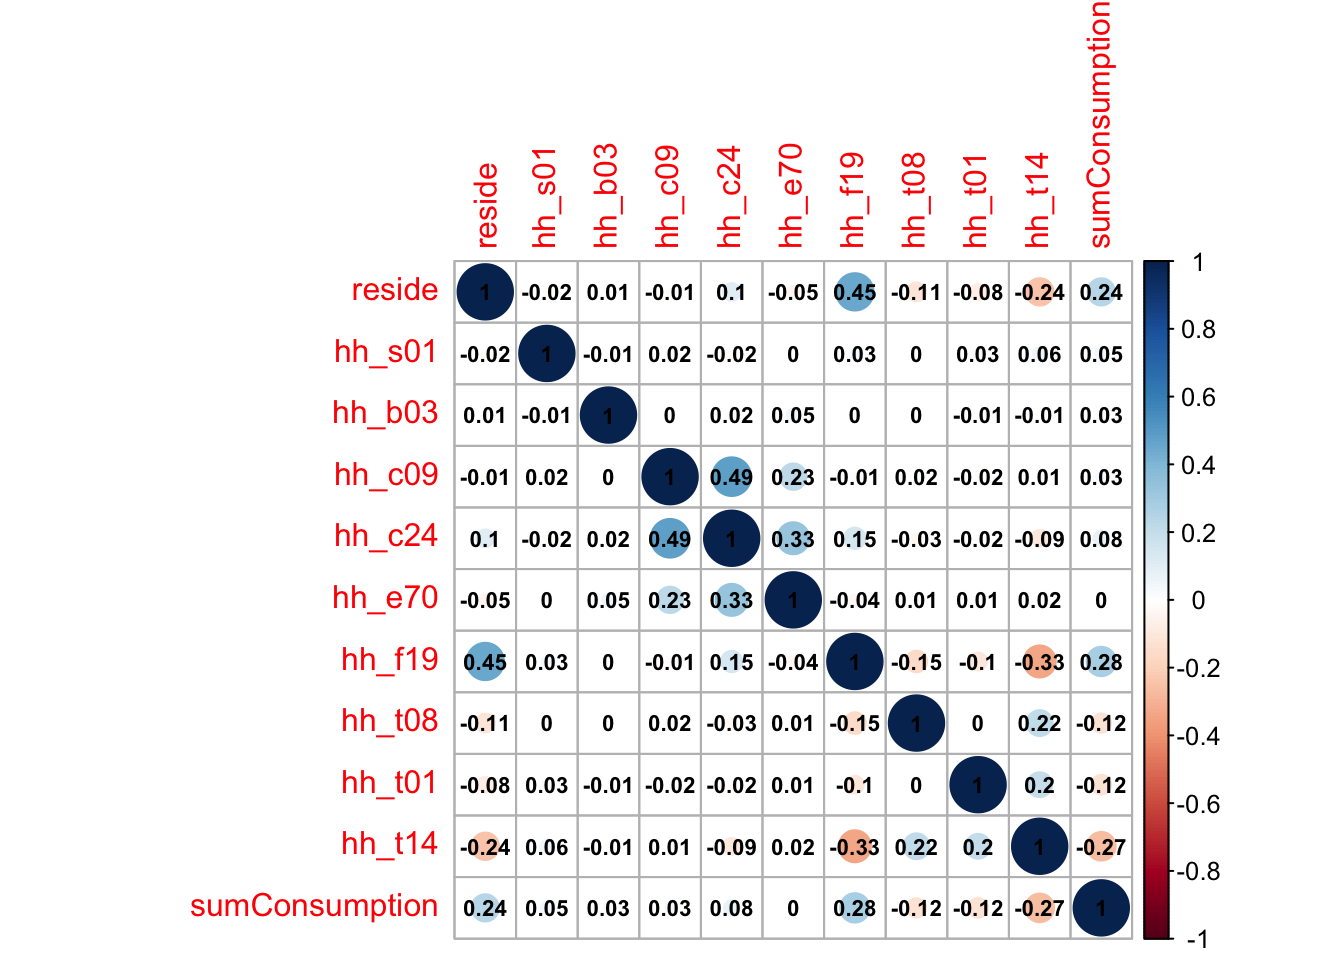 reside hh_s01 hh_b03 hh_c09 hh_c24 hh_e70 hh_f19 hh_t08 hh_t01 hh_t14 sumConsumption
reside 1 -0.02 0.01 -0.01 0.1 -0.05 0.45 -0.11 -0.08 -0.24 0.24
hh_s01 -0.02 1 -0.01 0.02 -0.02 0 0.03 0 0.03 0.06 0.05
hh_b03 0.01 -0.01 1 0 0.02 0.05 0 0 -0.01 -0.01 0.03
hh_c09 -0.01 0.02 0 1 0.49 0.23 -0.01 0.02 -0.02 0.01 0.03
hh_c24 0.1 -0.02 0.02 0.49 1 0.33 0.15 -0.03 -0.02 -0.09 0.08
hh_e70 -0.05 0 0.05 0.23 0.33 1 -0.04 0.01 0.01 0.02 0
hh_f19 0.45 0.03 0 -0.01 0.15 -0.04 1 -0.15 -0.1 -0.33 0.28
hh_t08 -0.11 0 0 0.02 -0.03 0.01 -0.15 1 0 0.22 -0.12
hh_t01 -0.08 0.03 -0.01 -0.02 -0.02 0.01 -0.1 0 1 0.2 -0.12
hh_t14 -0.24 0.06 -0.01 0.01 -0.09 0.02 -0.33 0.22 0.2 1 -0.27
sumConsumption 0.24 0.05 0.03 0.03 0.08 0 0.28 -0.12 -0.12 -0.27 1
1
0.8
0.6
0.4
0.2
0
-0.2
-0.4
-0.6
-0.8
-1